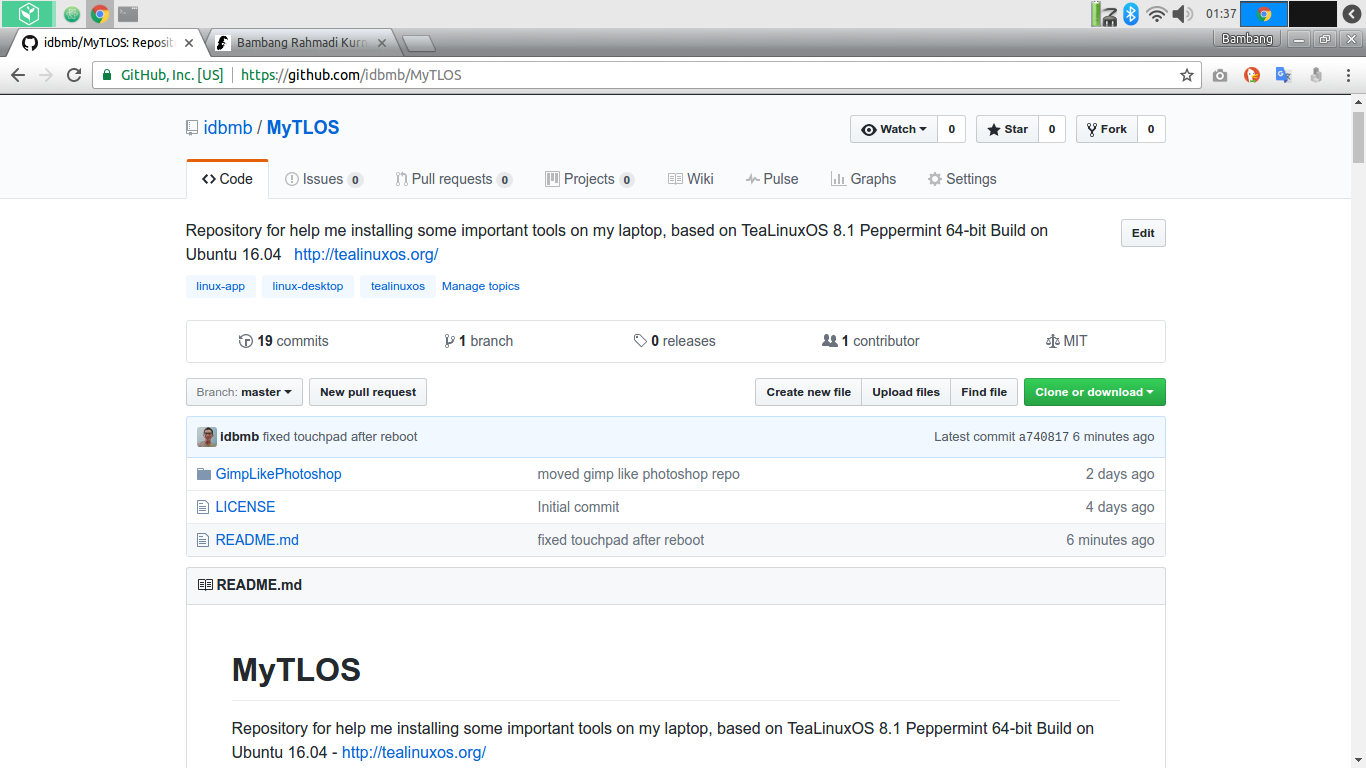 01:37
idbmb/MyTLOS: Reposit
Bambang Rahmadi Kurn
Bambang
GitHub, Inc. [US] https://github.com/idbmb/MyTLOS
idbmb / MyTLOS
Watch 0 Star 0 Fork 0
Code Issues 0 Pull requests 0 Projects 0 Wiki Pulse Graphs Settings
Repository for help me installing some important tools on my laptop, based on TeaLinuxOS 8.1 Peppermint 64-bit Build on
Ubuntu 16.04 http://tealinuxos.org/
Edit
linux-app linux-desktop tealinuxos Manage topics
19 commits 1 branch 0 releases 1 contributor MIT
Branch: master New pull request Create new file Upload files Find file Clone or download
idbmb fixed touchpad after reboot Latest commit a740817 6 minutes ago
GimpLikePhotoshop moved gimp like photoshop repo 2 days ago
LICENSE Initial commit 4 days ago
README.md fixed touchpad after reboot 6 minutes ago
README.md
MyTLOS
Repository for help me installing some important tools on my laptop, based on TeaLinuxOS 8.1 Peppermint 64-bit Build on
Ubuntu 16.04 - http://tealinuxos.org/